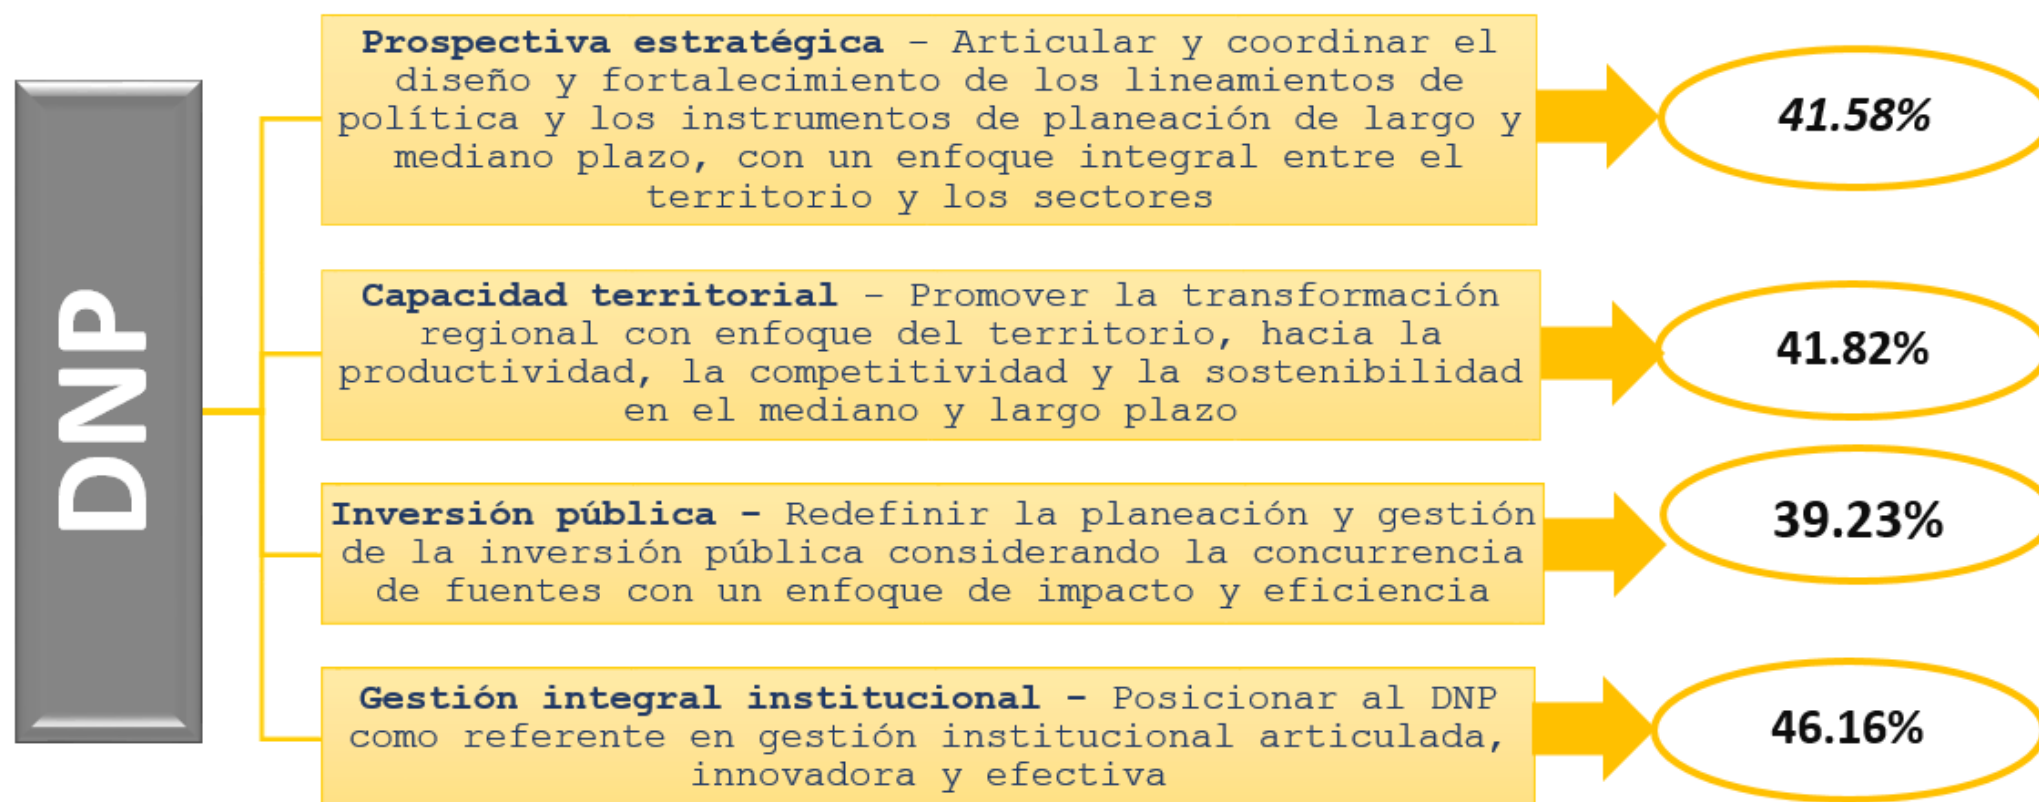 DNP
Prospectiva estratégica – Articular y coordinar el
diseño y fortalecimiento de los lineamientos de
política y los instrumentos de planeación de largo y
mediano plazo, con un enfoque integral entre el
territorio y los sectores
41.58%
Capacidad territorial – Promover la transformación
regional con enfoque del territorio, hacia la
productividad, la competitividad y la sostenibilidad
en el mediano y largo plazo
41.82%
Inversión pública – Redefinir la planeación y gestión
de la inversión pública considerando la concurrencia
de fuentes con un enfoque de impacto y eficiencia
39.23%
Gestión integral institucional – Posicionar al DNP
como referente en gestión institucional articulada,
innovadora y efectiva
46.16%